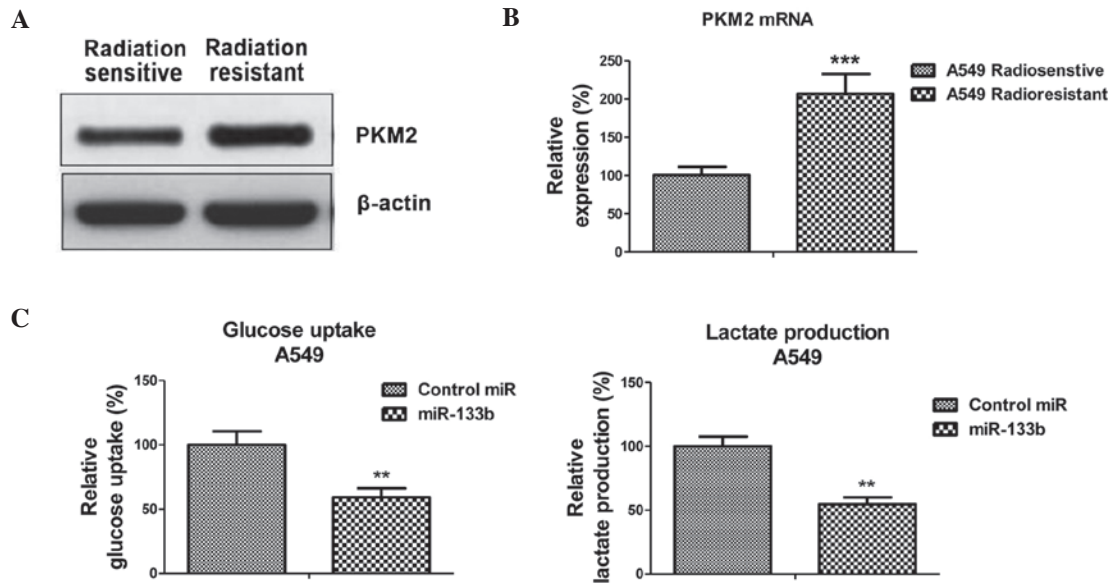 A
Radiation
sensitive
Radiation
resistant
PKM2
β-actin
B
PKM2 mRNA
Relative
expression (%)
250
200
150
100
50
0
***
A549 Radiosenstive
A549 Radioresistant
C
Glucose uptake
A549
Relative
glucose uptake (%)
150
100
50
0
**
Control miR
miR-133b
Lactate production
A549
Relative
lactate production (%)
150
100
50
0
**
Control miR
miR-133b